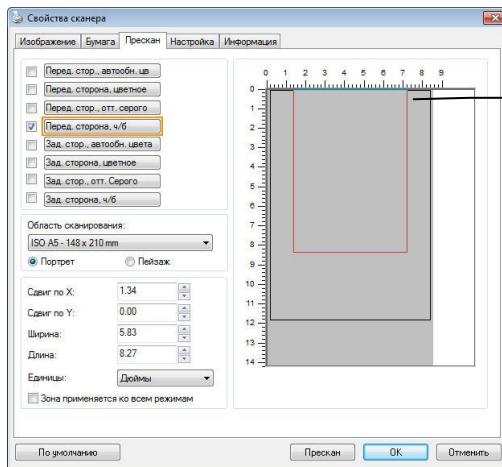 Свойства сканера
Изображение Бумага Прескан Настройка Информация
Перед. стор., автообн. цв
Перед. сторона, цветное
Перед. стор., отт. серого
Перед. сторона, ч/б
Зад. стор., автообн. цвета
Зад. сторона, цветное
Зад. стор., отт. Серого
Зад. сторона, ч/б
Область сканирования:
ISO A5 - 148 x 210 mm
Портрет Пейзаж
Сдвиг по X: 1.34
Сдвиг по Y: 0.00
Ширина: 5.83
Длина: 8.27
Единицы: Дюймы
Зона применяется ко всем режимам
0 1 2 3 4 5 6 7 8 9
0
1
2
3
4
5
6
7
8
9
10
11
12
13
14
По умолчанию Прескан OK Отменить